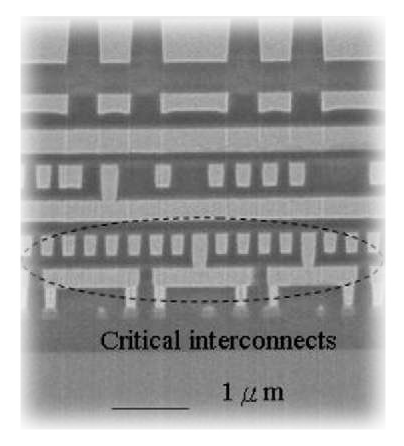 Critical interconnects
1 μm